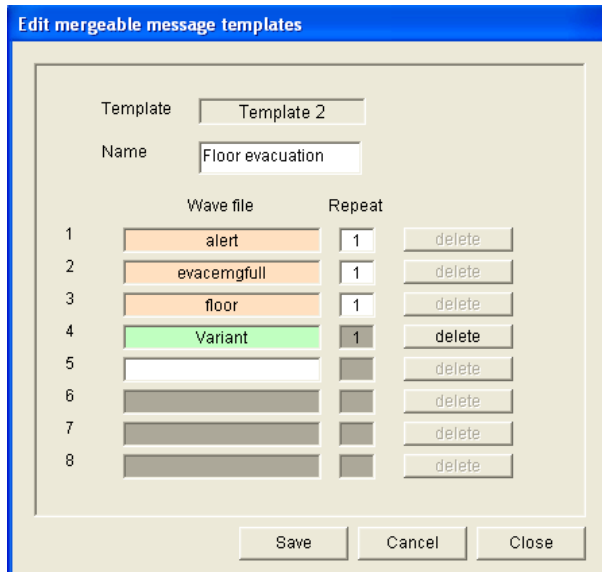 Edit mergeable message templates
Template Template 2
Name Floor evacuation
Wave file Repeat
1 alert 1 delete
2 evacemgfull 1 delete
3 floor 1 delete
4 Variant 1 delete
5 delete
6 delete
7 delete
8 delete
Save Cancel Close